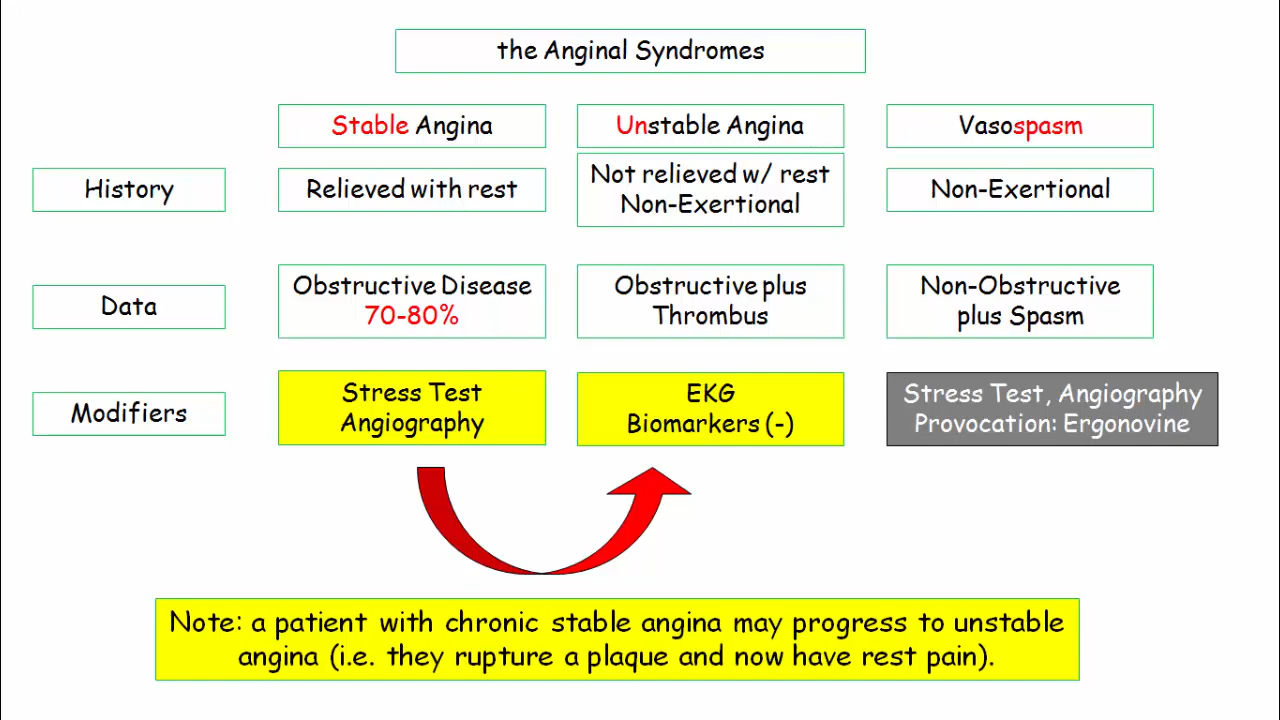 the Anginal Syndromes
Stable Angina
Unstable Angina
Vasospasm
History
Relieved with rest
Not relieved w/ rest
Non-Exertional
Non-Exertional
Data
Obstructive Disease
70-80%
Obstructive plus
Thrombus
Non-Obstructive
plus Spasm
Modifiers
Stress Test
Angiography
EKG
Biomarkers (-)
Stress Test, Angiography
Provocation: Ergonovine
Note: a patient with chronic stable angina may progress to unstable
angina (i.e. they rupture a plaque and now have rest pain).